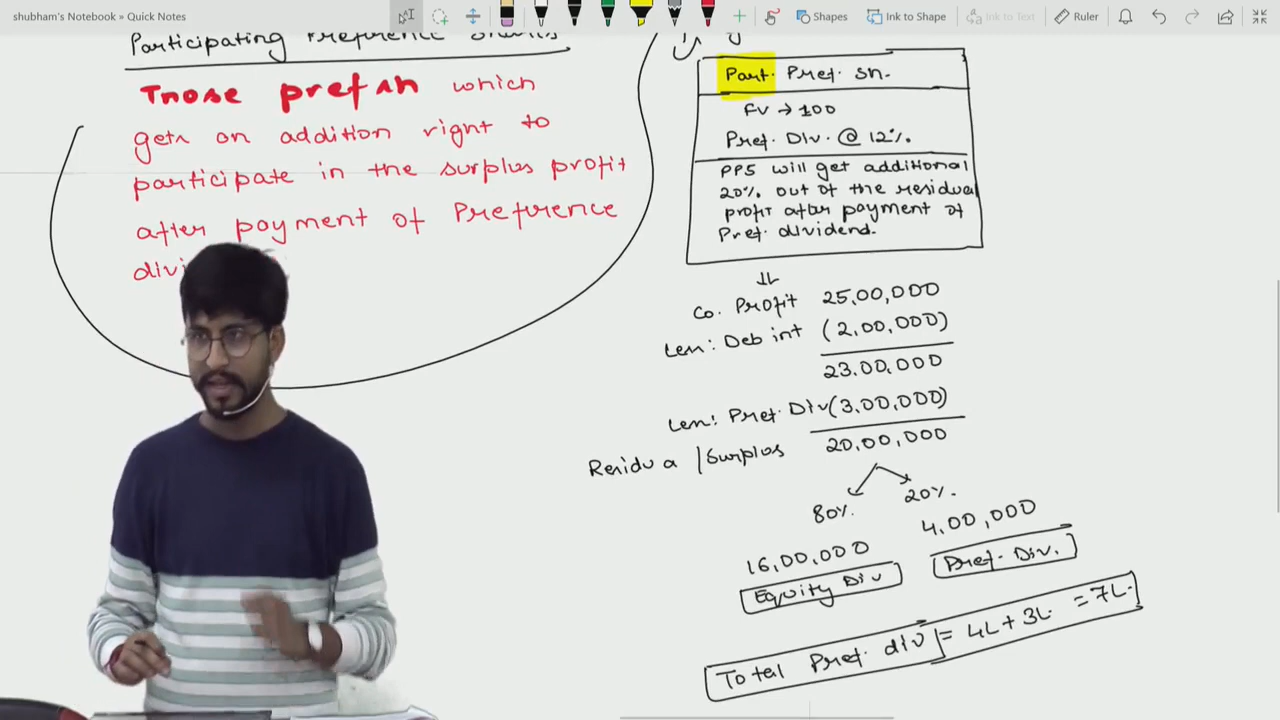 shubham's Notebook » Quick Notes
Shapes
Ink to Shape
Ink to Text
Ruler
Participating Preference Shares
Those prefsh which
gets an addition right to
participate in the surplus profit
after payment of Preference
divi
Part. Pref. sh.
FV → 100
Pref. Div. @ 12%.
PPS will get additional
20% out of the residual
profit after payment of
Pref. dividend.
Co. Profit 25,00,000
Less: Deb int (2,00,000)
23,00,000
Less: Pref. Div (3,00,000)
Residua / Surplus 20,00,000
80%. 20%.
16,00,000 4,00,000
Equity Div Pref. Div.
Total Pref. div = 4L + 3L = 7L.